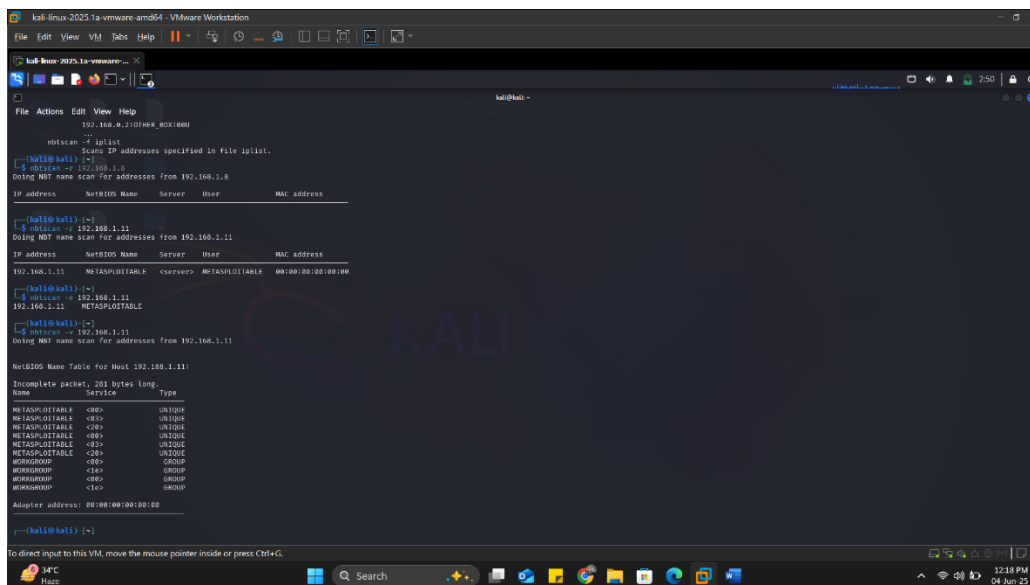 kali-linux-2025.1a-vmware-amd64 - VMware Workstation
File Edit View VM Tabs Help
kali-linux-2025.1a-vmware-...
2:50
kali@kali: ~
File Actions Edit View Help
192.168.0.2:OTHER_BOX:00U
...
nbtscan -f iplist
Scans IP addresses specified in file iplist.
(kali㉿kali)-[~]
$ nbtscan -r 192.168.1.8
Doing NBT name scan for addresses from 192.168.1.8
IP address NetBIOS Name Server User MAC address
(kali㉿kali)-[~]
$ nbtscan -r 192.168.1.11
Doing NBT name scan for addresses from 192.168.1.11
IP address NetBIOS Name Server User MAC address
192.168.1.11 METASPLOITABLE <server> METASPLOITABLE 00:00:00:00:00:00
(kali㉿kali)-[~]
$ nbtscan -e 192.168.1.11
192.168.1.11 METASPLOITABLE
(kali㉿kali)-[~]
$ nbtscan -v 192.168.1.11
Doing NBT name scan for addresses from 192.168.1.11
NetBIOS Name Table for Host 192.168.1.11:
Incomplete packet, 281 bytes long.
Name Service Type
METASPLOITABLE <00> UNIQUE
METASPLOITABLE <03> UNIQUE
METASPLOITABLE <20> UNIQUE
METASPLOITABLE <00> UNIQUE
METASPLOITABLE <03> UNIQUE
METASPLOITABLE <20> UNIQUE
WORKGROUP <00> GROUP
WORKGROUP <1e> GROUP
WORKGROUP <00> GROUP
WORKGROUP <1e> GROUP
Adapter address: 00:00:00:00:00:00
(kali㉿kali)-[~]
KALI
To direct input to this VM, move the mouse pointer inside or press Ctrl+G.
6
34°C
Haze
Search
12:18 PM
04-Jun-25